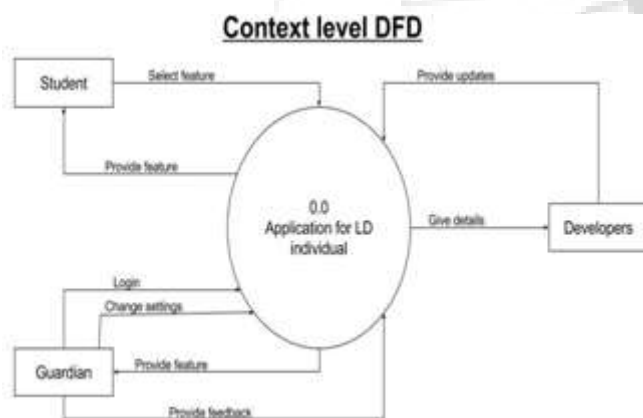 Context level DFD
Student
Select feature
Provide updates
Provide feature
0.0
Application for LD
individual
Give details
Developers
Login
Change settings
Guardian
Provide feature
Provide feedback